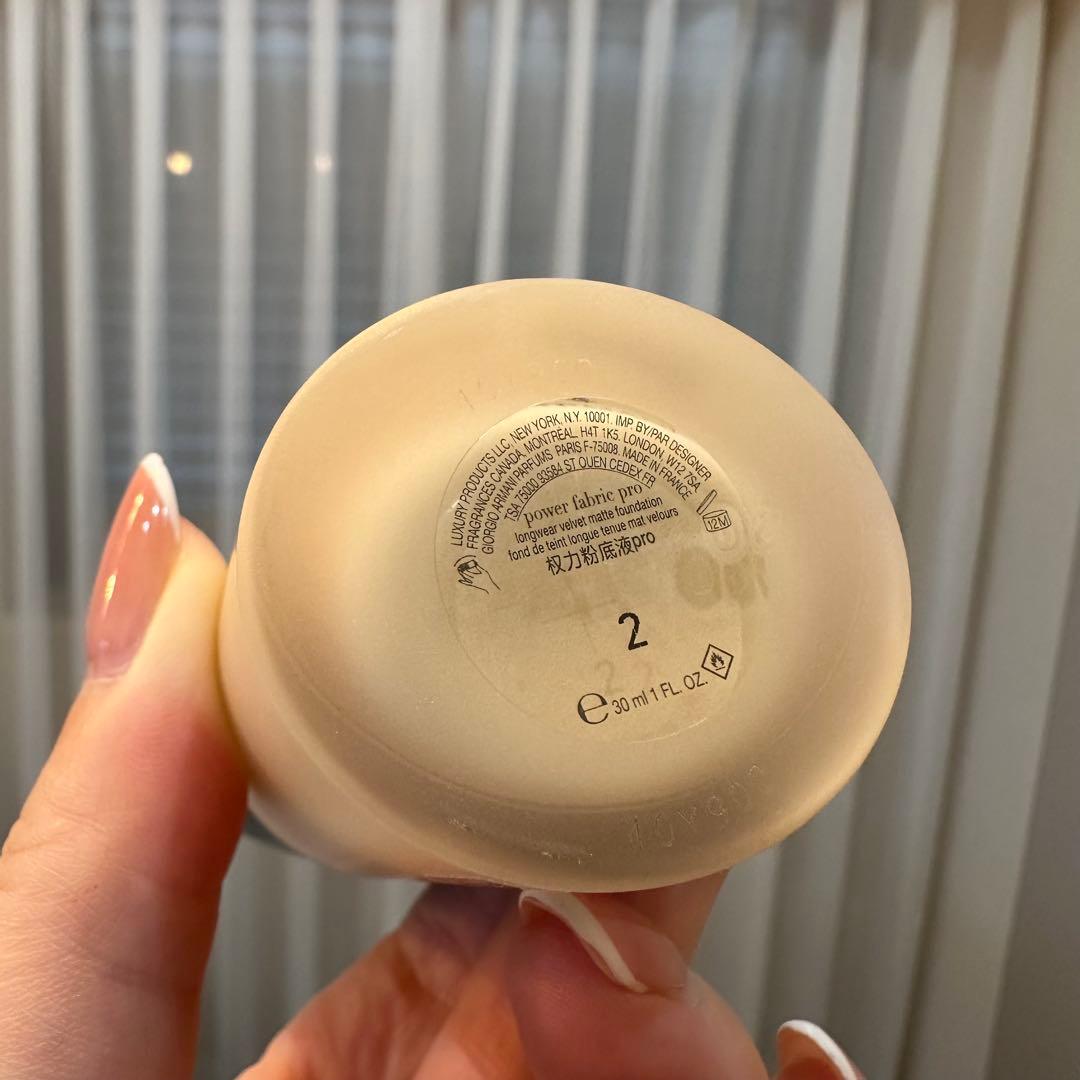 LUXURY PRODUCTS LLC, NEW YORK, N.Y. 10001. IMP. BY/PAR DESIGNER
FRAGRANCES CANADA, MONTREAL, H4T 1K5. LONDON, W12 7SA
GIORGIO ARMANI PARFUMS PARIS F-75008. MADE IN FRANCE
TSA 75000 93584 ST OUEN CEDEX.FR
power fabric pro
longwear velvet matte foundation
fond de teint longue tenue mat velours
权力粉底液pro
12M
2
e 30 ml 1 FL. OZ.